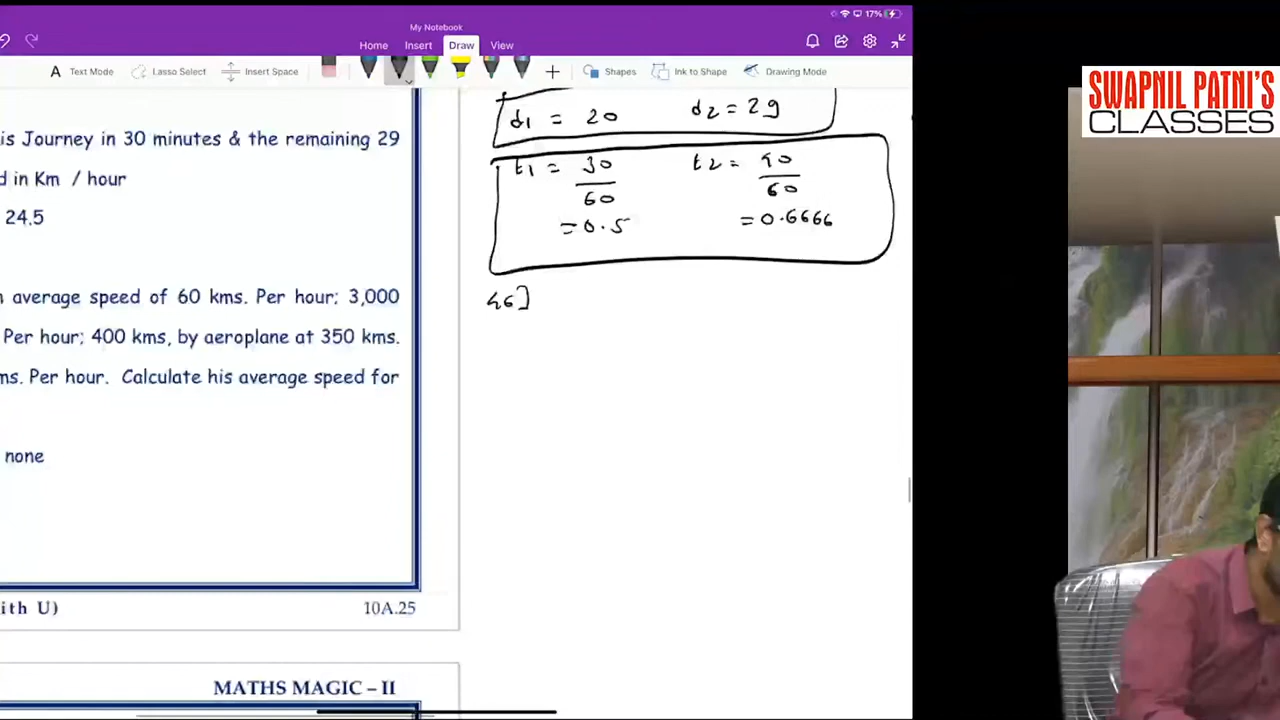 17%
My Notebook
Home Insert Draw View
Text Mode Lasso Select Insert Space Shapes Ink to Shape Drawing Mode
SWAPNIL PATNI'S
CLASSES
is Journey in 30 minutes & the remaining 29
d in Km / hour
24.5
average speed of 60 kms. Per hour; 3,000
Per hour; 400 kms, by aeroplane at 350 kms.
ms. Per hour. Calculate his average speed for
none
ith U) 10A.25
MATHS MAGIC – II
d1 = 20 d2 = 29
t1 = 30/60 t2 = 40/60
= 0.5 = 0.6666
46]